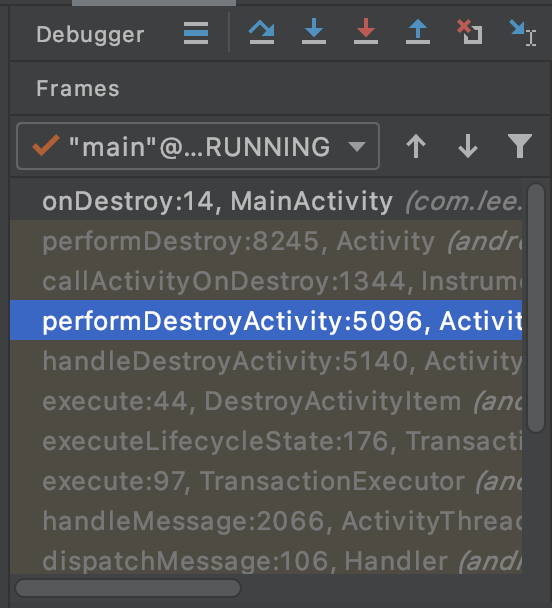 Debugger
Frames
"main"@...RUNNING
onDestroy:14, MainActivity (com.lee.
performDestroy:8245, Activity (andro
callActivityOnDestroy:1344, Instrume
performDestroyActivity:5096, Activit
handleDestroyActivity:5140, Activity
execute:44, DestroyActivityItem (and
executeLifecycleState:176, Transacti
execute:97, TransactionExecutor (and
handleMessage:2066, ActivityThread
dispatchMessage:106, Handler (andr